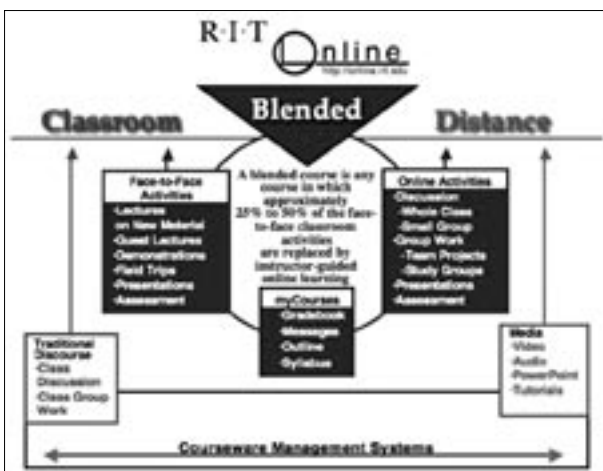 R·I·T
Online
http://online.rit.edu
Classroom
Blended
Distance
Face-to-Face
Activities
·Lectures
on New Material
·Guest Lectures
·Demonstrations
·Field Trips
·Presentations
·Assessment
A blended course is any
course in which
approximately
25% to 50% of the face-
to-face classroom
activities
are replaced by
instructor-guided
online learning
Online Activities
·Discussion
·Whole Class
·Small Group
·Group Work
·Team Projects
·Study Groups
·Presentations
·Assessment
myCourses
·Gradebook
·Messages
·Outline
·Syllabus
Traditional
Discourse
·Class
Discussion
·Class Group
Work
Media
·Video
·Audio
·PowerPoint
·Tutorials
Courseware Management Systems